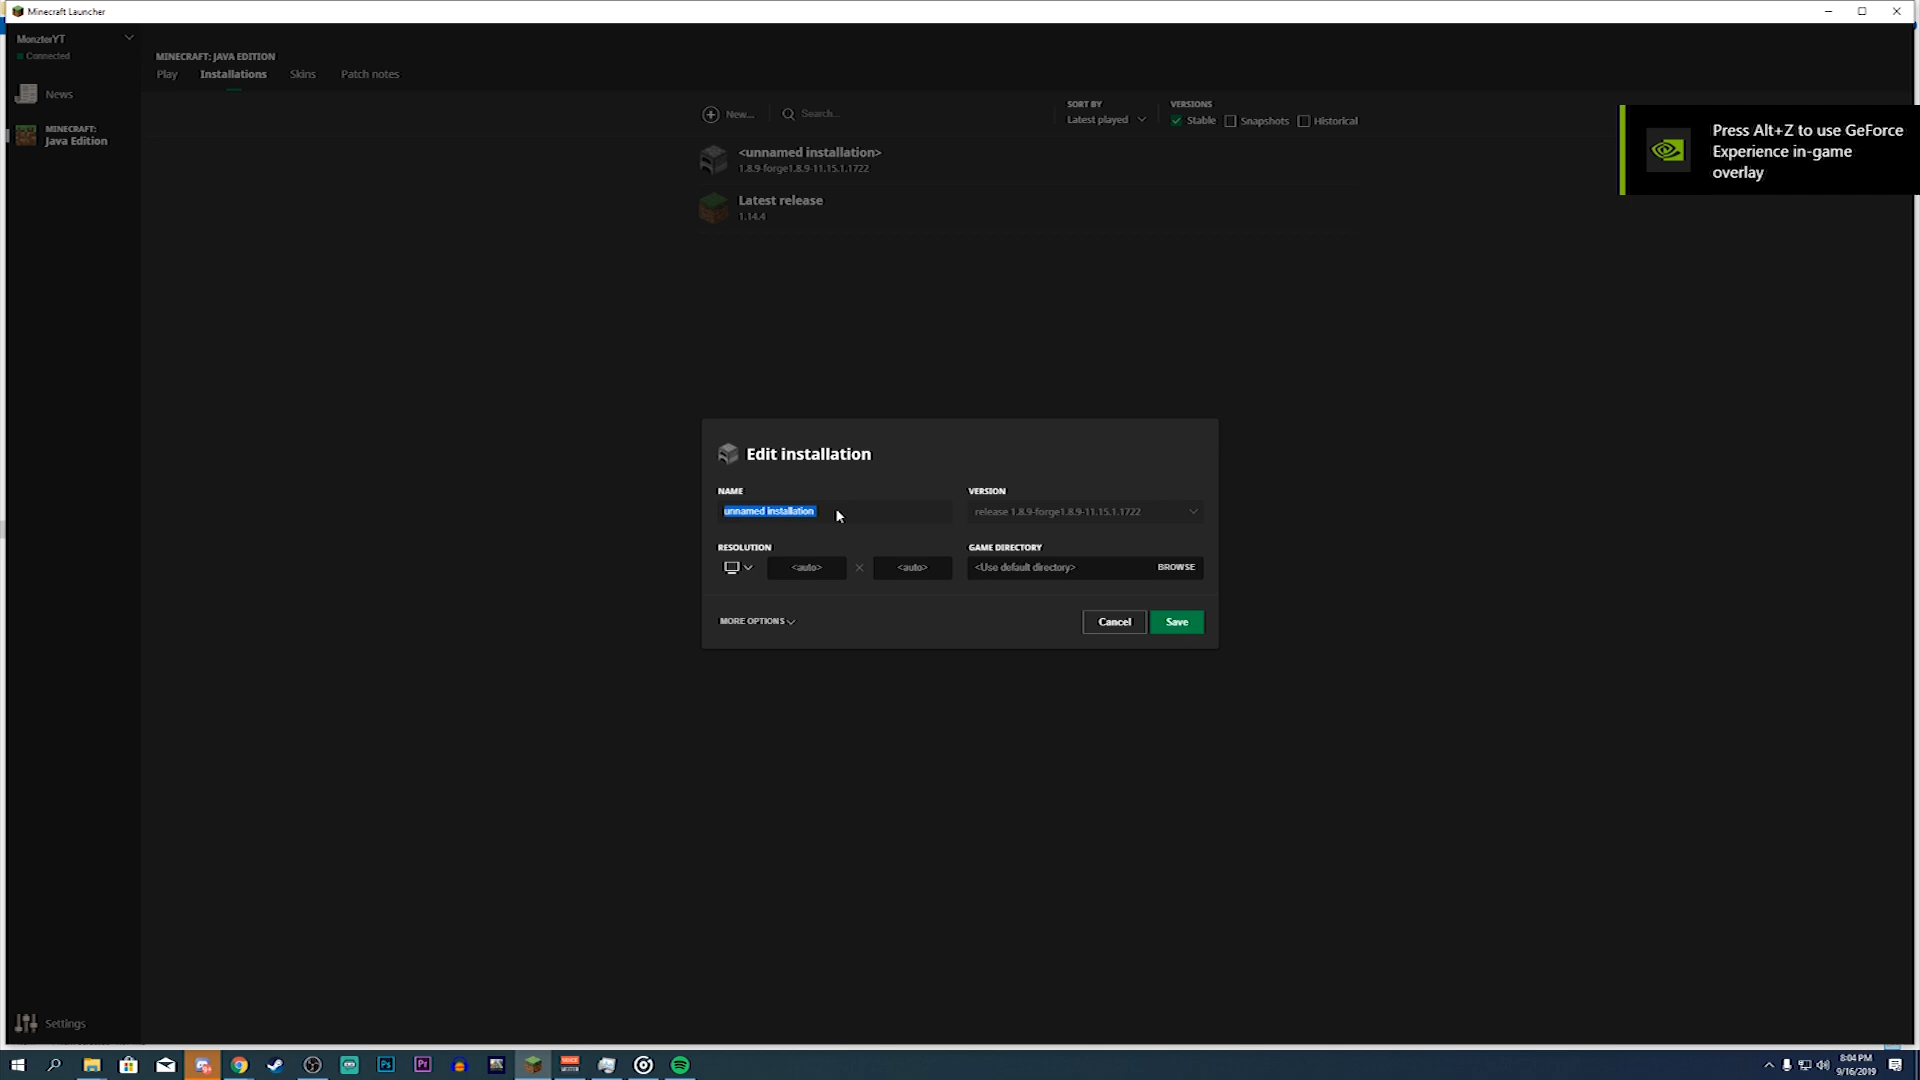 Minecraft Launcher
MonzterYT
Connected
News
MINECRAFT:
Java Edition
Settings
MINECRAFT: JAVA EDITION
Play Installations Skins Patch notes
New... Search...
SORT BY
Latest played
VERSIONS
Stable Snapshots Historical
<unnamed installation>
1.8.9-forge1.8.9-11.15.1.1722
Latest release
1.14.4
Press Alt+Z to use GeForce
Experience in-game
overlay
Edit installation
NAME
unnamed installation
VERSION
release 1.8.9-forge1.8.9-11.15.1.1722
RESOLUTION
<auto> × <auto>
GAME DIRECTORY
<Use default directory> BROWSE
MORE OPTIONS
Cancel Save
Ps
Pr
8:04 PM
9/16/2019